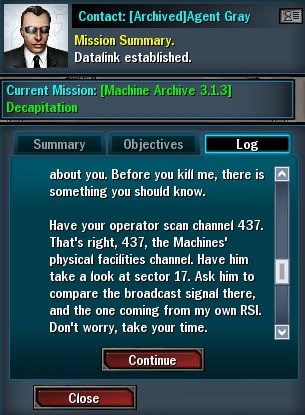 Contact: [Archived]Agent Gray
Mission Summary.
Datalink established.
Current Mission: [Machine Archive 3.1.3]
Decapitation
Summary
Objectives
Log
about you. Before you kill me, there is
something you should know.
Have your operator scan channel 437.
That's right, 437, the Machines'
physical facilities channel. Have him
take a look at sector 17. Ask him to
compare the broadcast signal there,
and the one coming from my own RSI.
Don't worry, take your time.
Continue
Close